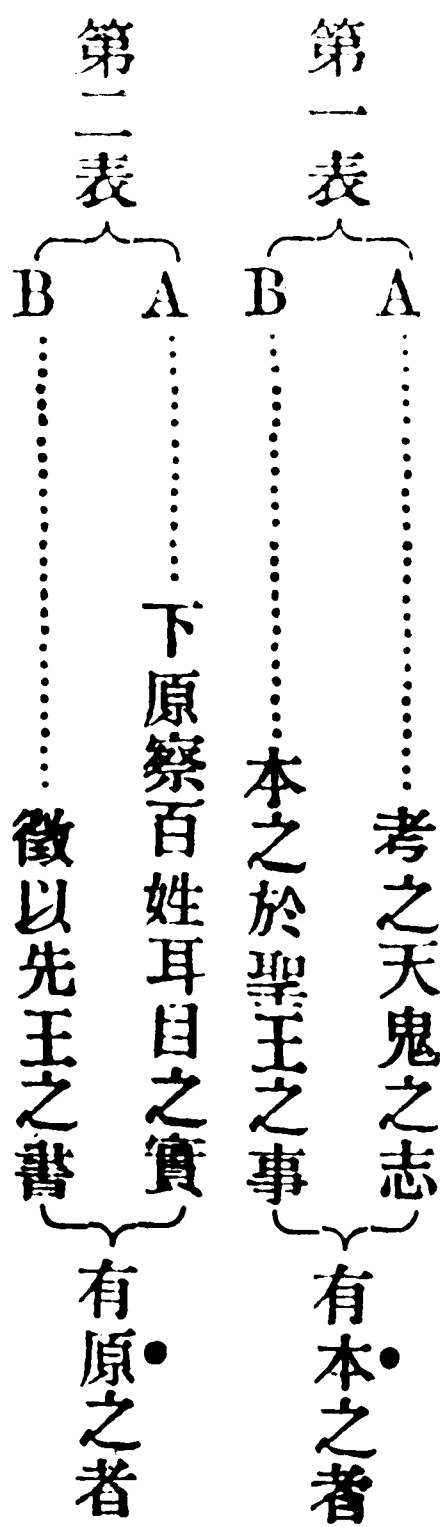 第一表
A………………考之天鬼之志
B………………本之於聖王之事
有本之者
第二表
A………………下原察百姓耳目之實
B………………徵以先王之書
有原之者